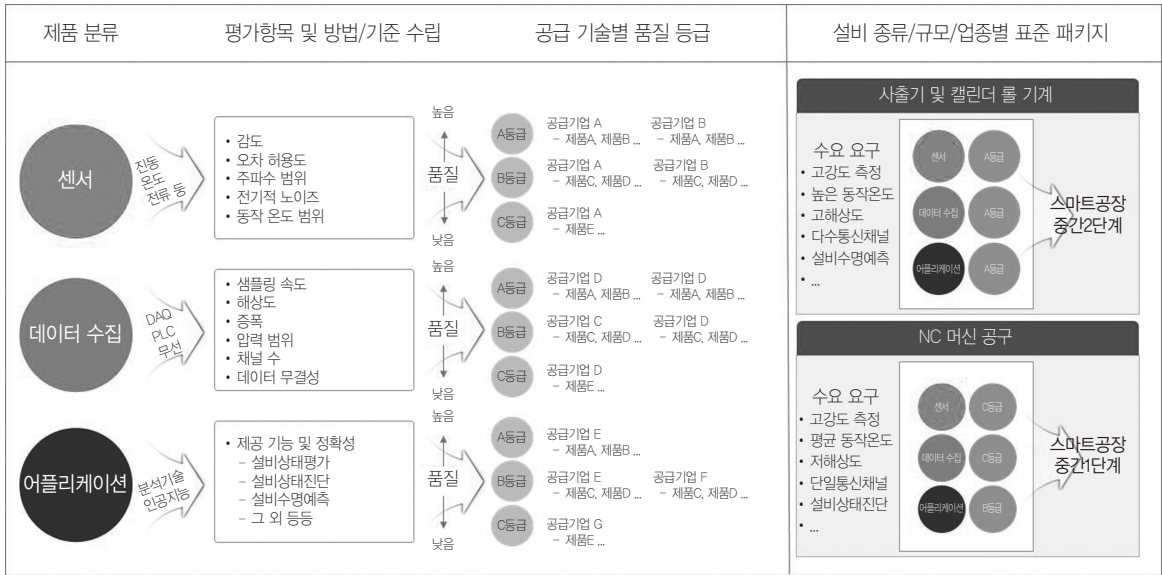 제품 분류
평가항목 및 방법/기준 수립
공급 기술별 품질 등급
설비 종류/규모/업종별 표준 패키지
센서
진동
온도
전류 등
• 감도
• 오차 허용도
• 주파수 범위
• 전기적 노이즈
• 동작 온도 범위
높음
품질
낮음
A등급
공급기업 A
- 제품A, 제품B ...
공급기업 B
- 제품A, 제품B ...
B등급
공급기업 A
- 제품C, 제품D ...
공급기업 B
- 제품C, 제품D ...
C등급
공급기업 A
- 제품E ...
데이터 수집
DAQ
PLC
무선
• 샘플링 속도
• 해상도
• 증폭
• 압력 범위
• 채널 수
• 데이터 무결성
높음
품질
낮음
A등급
공급기업 D
- 제품A, 제품B ...
공급기업 D
- 제품A, 제품B ...
B등급
공급기업 C
- 제품C, 제품D ...
공급기업 D
- 제품C, 제품D ...
C등급
공급기업 D
- 제품E ...
어플리케이션
분석기술
인공지능
• 제공 기능 및 정확성
- 설비상태평가
- 설비상태진단
- 설비수명예측
- 그 외 등등
높음
품질
낮음
A등급
공급기업 E
- 제품A, 제품B ...
B등급
공급기업 E
- 제품C, 제품D ...
공급기업 F
- 제품C, 제품D ...
C등급
공급기업 G
- 제품E ...
사출기 및 캘린더 롤 기계
수요 요구
• 고강도 측정
• 높은 동작온도
• 고해상도
• 다수통신채널
• 설비수명예측
• ...
센서
A등급
데이터 수집
A등급
어플리케이션
A등급
스마트공장
중간2단계
NC 머신 공구
수요 요구
• 고강도 측정
• 평균 동작온도
• 저해상도
• 단일통신채널
• 설비상태진단
• ...
센서
C등급
데이터 수집
C등급
어플리케이션
B등급
스마트공장
중간1단계